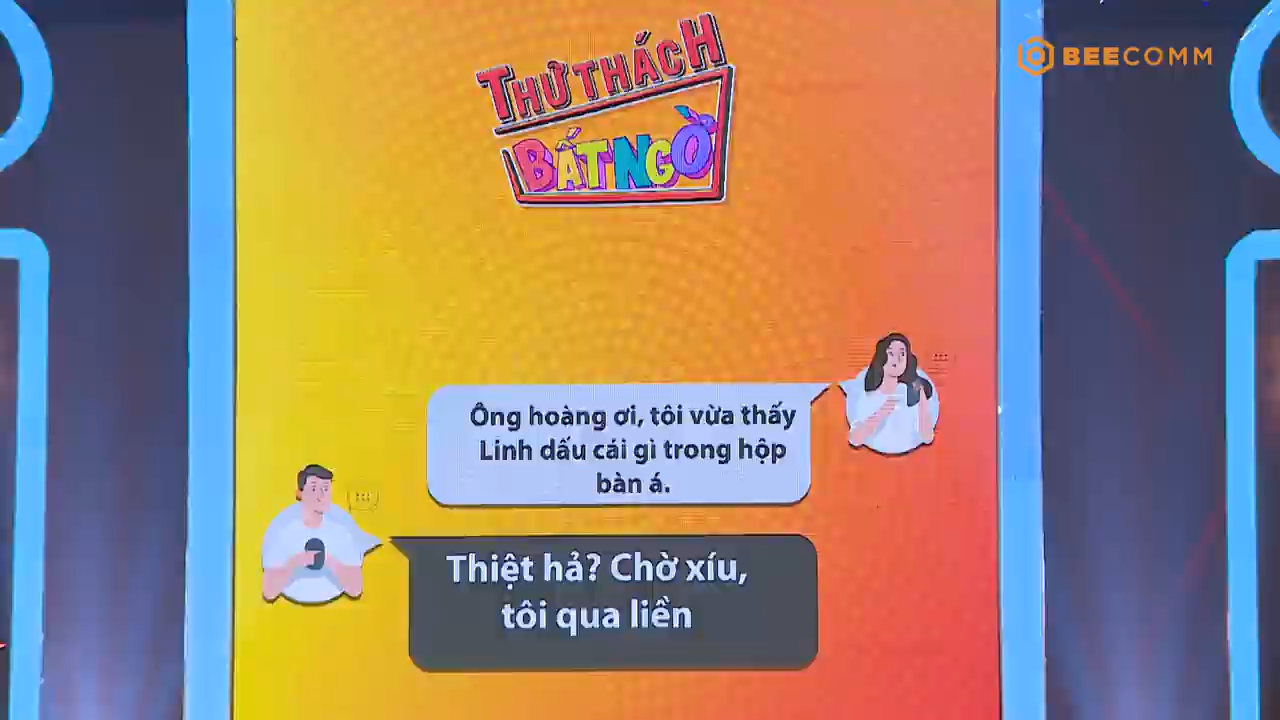 BEECOMM
THỬ THÁCH
BẤT NGỜ
Ông hoàng ơi, tôi vừa thấy
Linh dấu cái gì trong hộp
bàn á.
Thiệt hả? Chờ xíu,
tôi qua liền